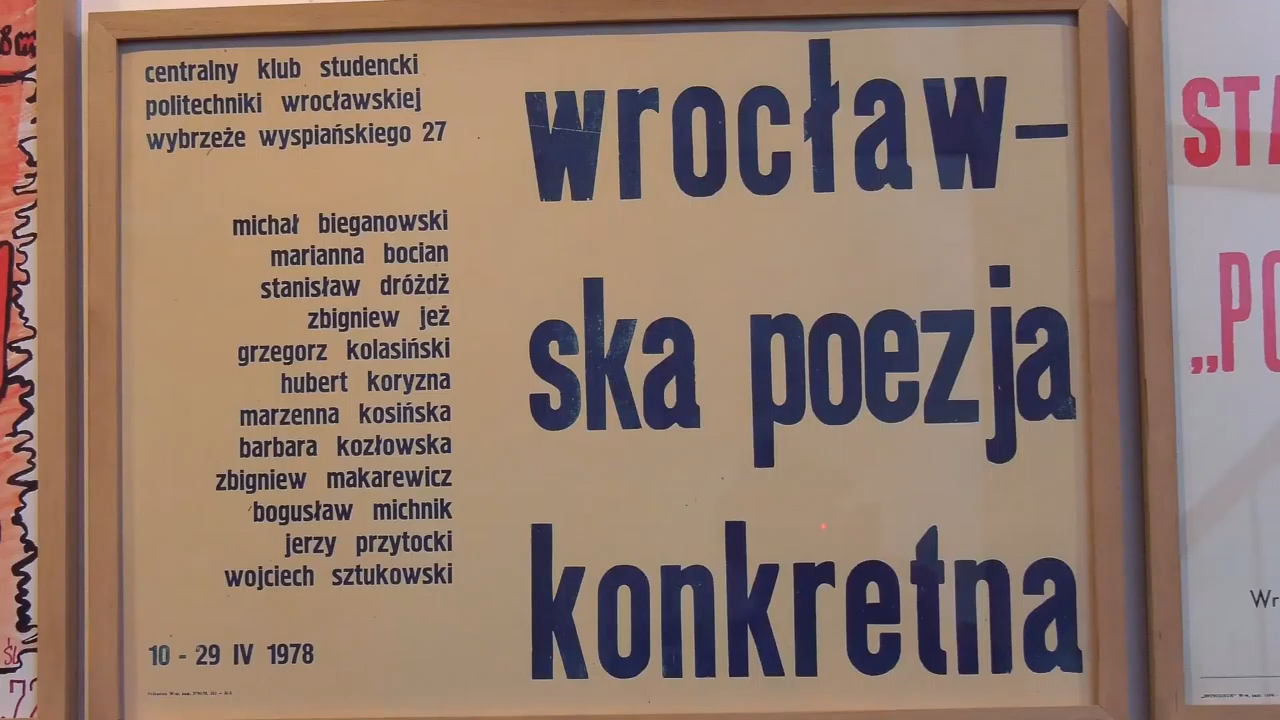 centralny klub studencki
politechniki wrocławskiej
wybrzeże wyspiańskiego 27
michał bieganowski
marianna bocian
stanisław dróżdż
zbigniew jeż
grzegorz kolasiński
hubert koryzna
marzenna kosińska
barbara kozłowska
zbigniew makarewicz
bogusław michnik
jerzy przytocki
wojciech sztukowski
10 - 29 IV 1978
wrocław-
ska poezja
konkretna
STA
„PO
Wr